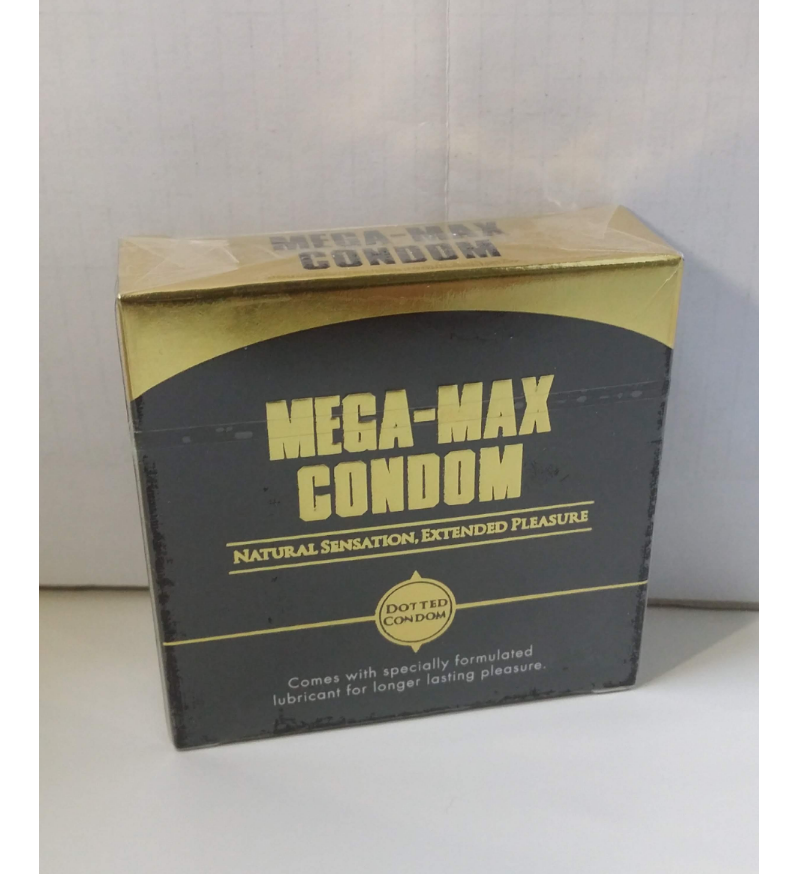 MEGA-MAX
CONDOM
MEGA-MAX
CONDOM
NATURAL SENSATION, EXTENDED PLEASURE
DOTTED
CONDOM
Comes with specially formulated
lubricant for longer lasting pleasure.